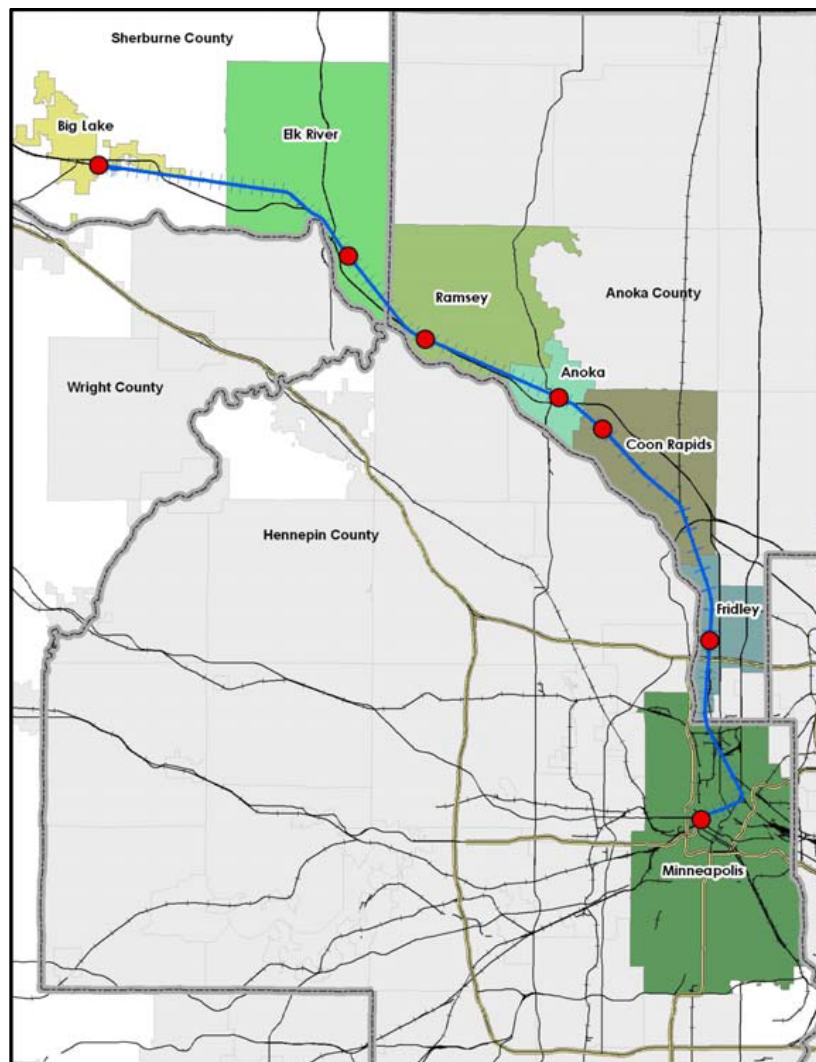 Sherburne County
Big Lake
Elk River
Ramsey
Anoka County
Anoka
Wright County
Coon Rapids
Hennepin County
Fridley
Minneapolis